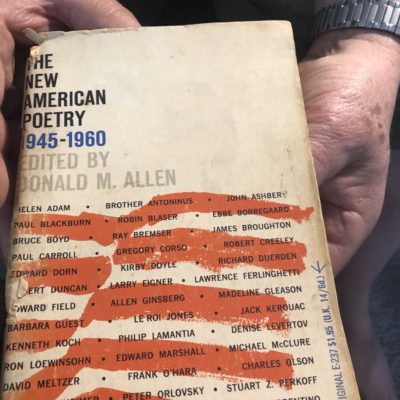 THE
NEW
AMERICAN
POETRY
1945-1960
EDITED BY
DONALD M. ALLEN
HELEN ADAM • BROTHER ANTONINUS • JOHN ASHBERY
PAUL BLACKBURN • ROBIN BLASER • EBBE BORREGAARD
BRUCE BOYD • RAY BREMSER • JAMES BROUGHTON
PAUL CARROLL • GREGORY CORSO • ROBERT CREELEY
EDWARD DORN • KIRBY DOYLE • RICHARD DUERDEN
ROBERT DUNCAN • LARRY EIGNER • LAWRENCE FERLINGHETTI
EDWARD FIELD • ALLEN GINSBERG • MADELINE GLEASON
BARBARA GUEST • LE ROI JONES • JACK KEROUAC
KENNETH KOCH • PHILIP LAMANTIA • DENISE LEVERTOV
RON LOEWINSOHN • EDWARD MARSHALL • MICHAEL McCLURE
DAVID MELTZER • FRANK O'HARA • CHARLES OLSON
PETER ORLOVSKY • STUART Z. PERKOFF
ORIGINAL E-237 $1.95 (U.K. 14/6d.)